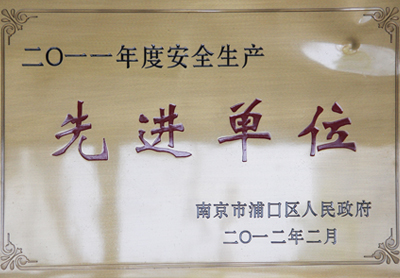 二〇一一年度安全生产
先进单位
南京市浦口区人民政府
二〇一二年二月